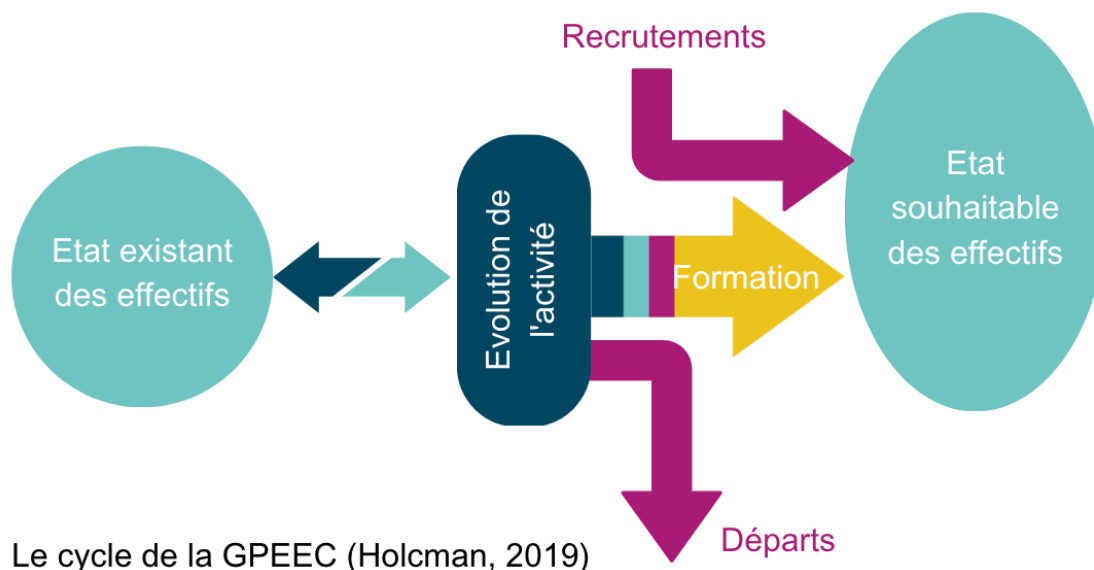 Recrutements
Etat existant
des effectifs
Evolution de
l'activité
Formation
Etat
souhaitable
des effectifs
Départs
Le cycle de la GPEEC (Holcman, 2019)